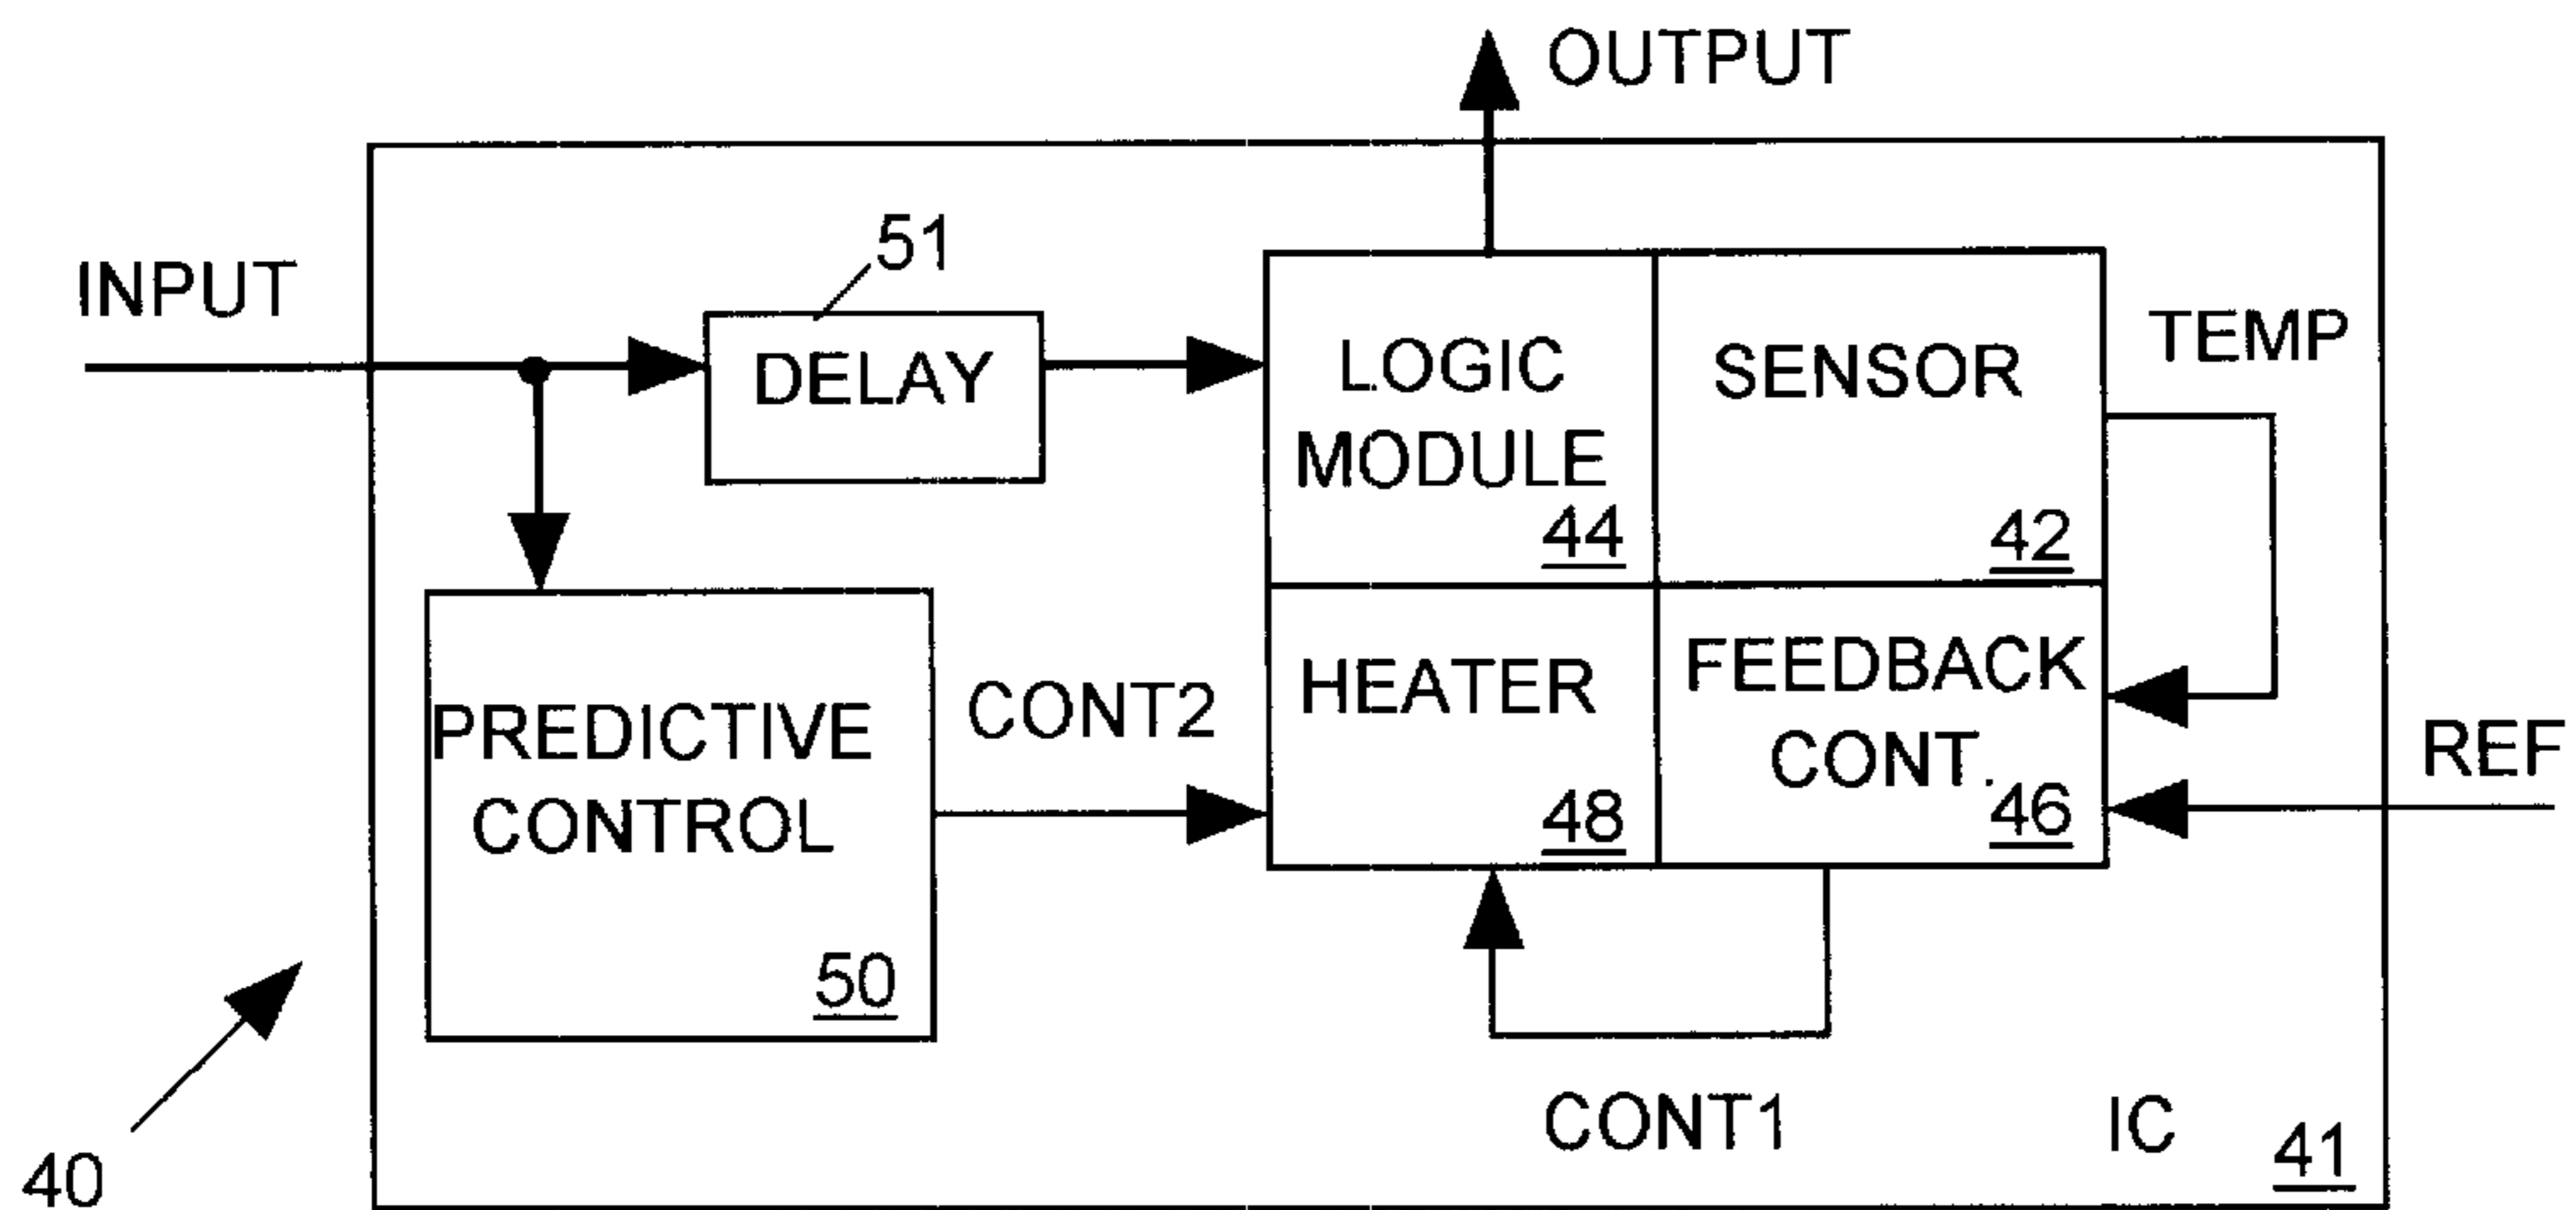 OUTPUT
INPUT
51
DELAY
LOGIC
MODULE
44
SENSOR
42
TEMP
PREDICTIVE
CONTROL
50
CONT2
HEATER
48
FEEDBACK
CONT.
46
REF
CONT1
IC
41
40